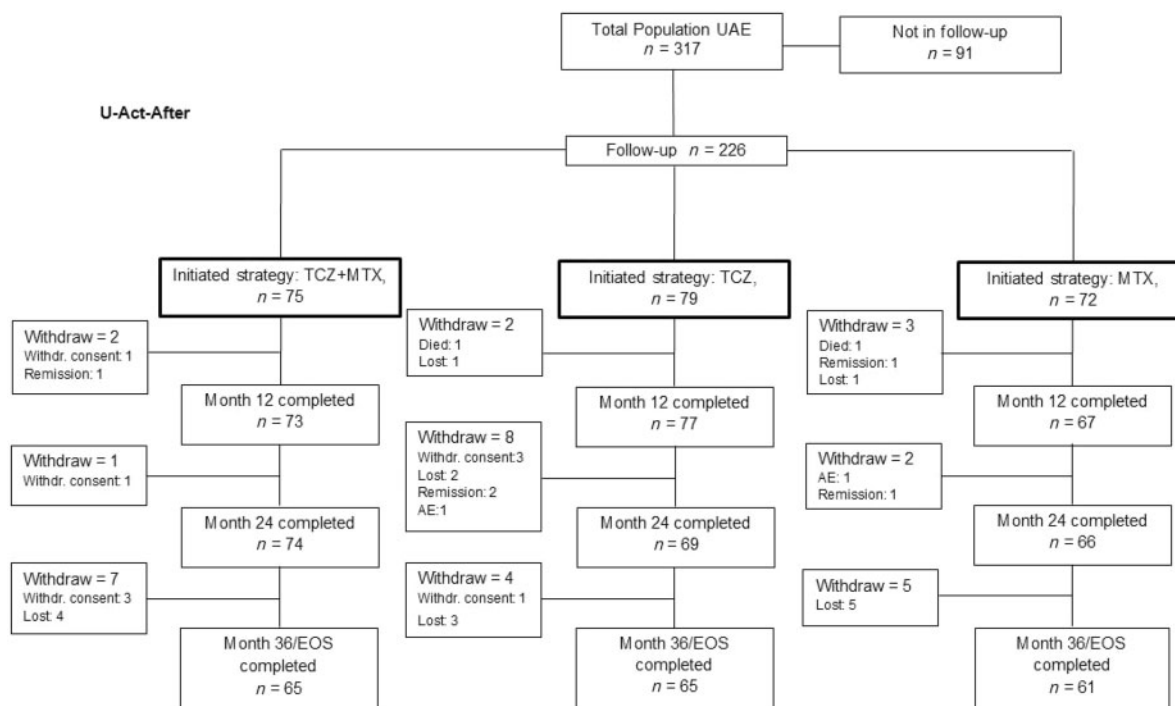 Total Population UAE
n = 317
Not in follow-up
n = 91
U-Act-After
Follow-up n = 226
Initiated strategy: TCZ+MTX,
n = 75
Initiated strategy: TCZ,
n = 79
Initiated strategy: MTX,
n = 72
Withdraw = 2
Withdr. consent: 1
Remission: 1
Withdraw = 2
Died: 1
Lost: 1
Withdraw = 3
Died: 1
Remission: 1
Lost: 1
Month 12 completed
n = 73
Month 12 completed
n = 77
Month 12 completed
n = 67
Withdraw = 1
Withdr. consent: 1
Withdraw = 8
Withdr. consent:3
Lost: 2
Remission: 2
AE:1
Withdraw = 2
AE: 1
Remission: 1
Month 24 completed
n = 74
Month 24 completed
n = 69
Month 24 completed
n = 66
Withdraw = 7
Withdr. consent: 3
Lost: 4
Withdraw = 4
Withdr. consent: 1
Lost: 3
Withdraw = 5
Lost: 5
Month 36/EOS
completed
n = 65
Month 36/EOS
completed
n = 65
Month 36/EOS
completed
n = 61